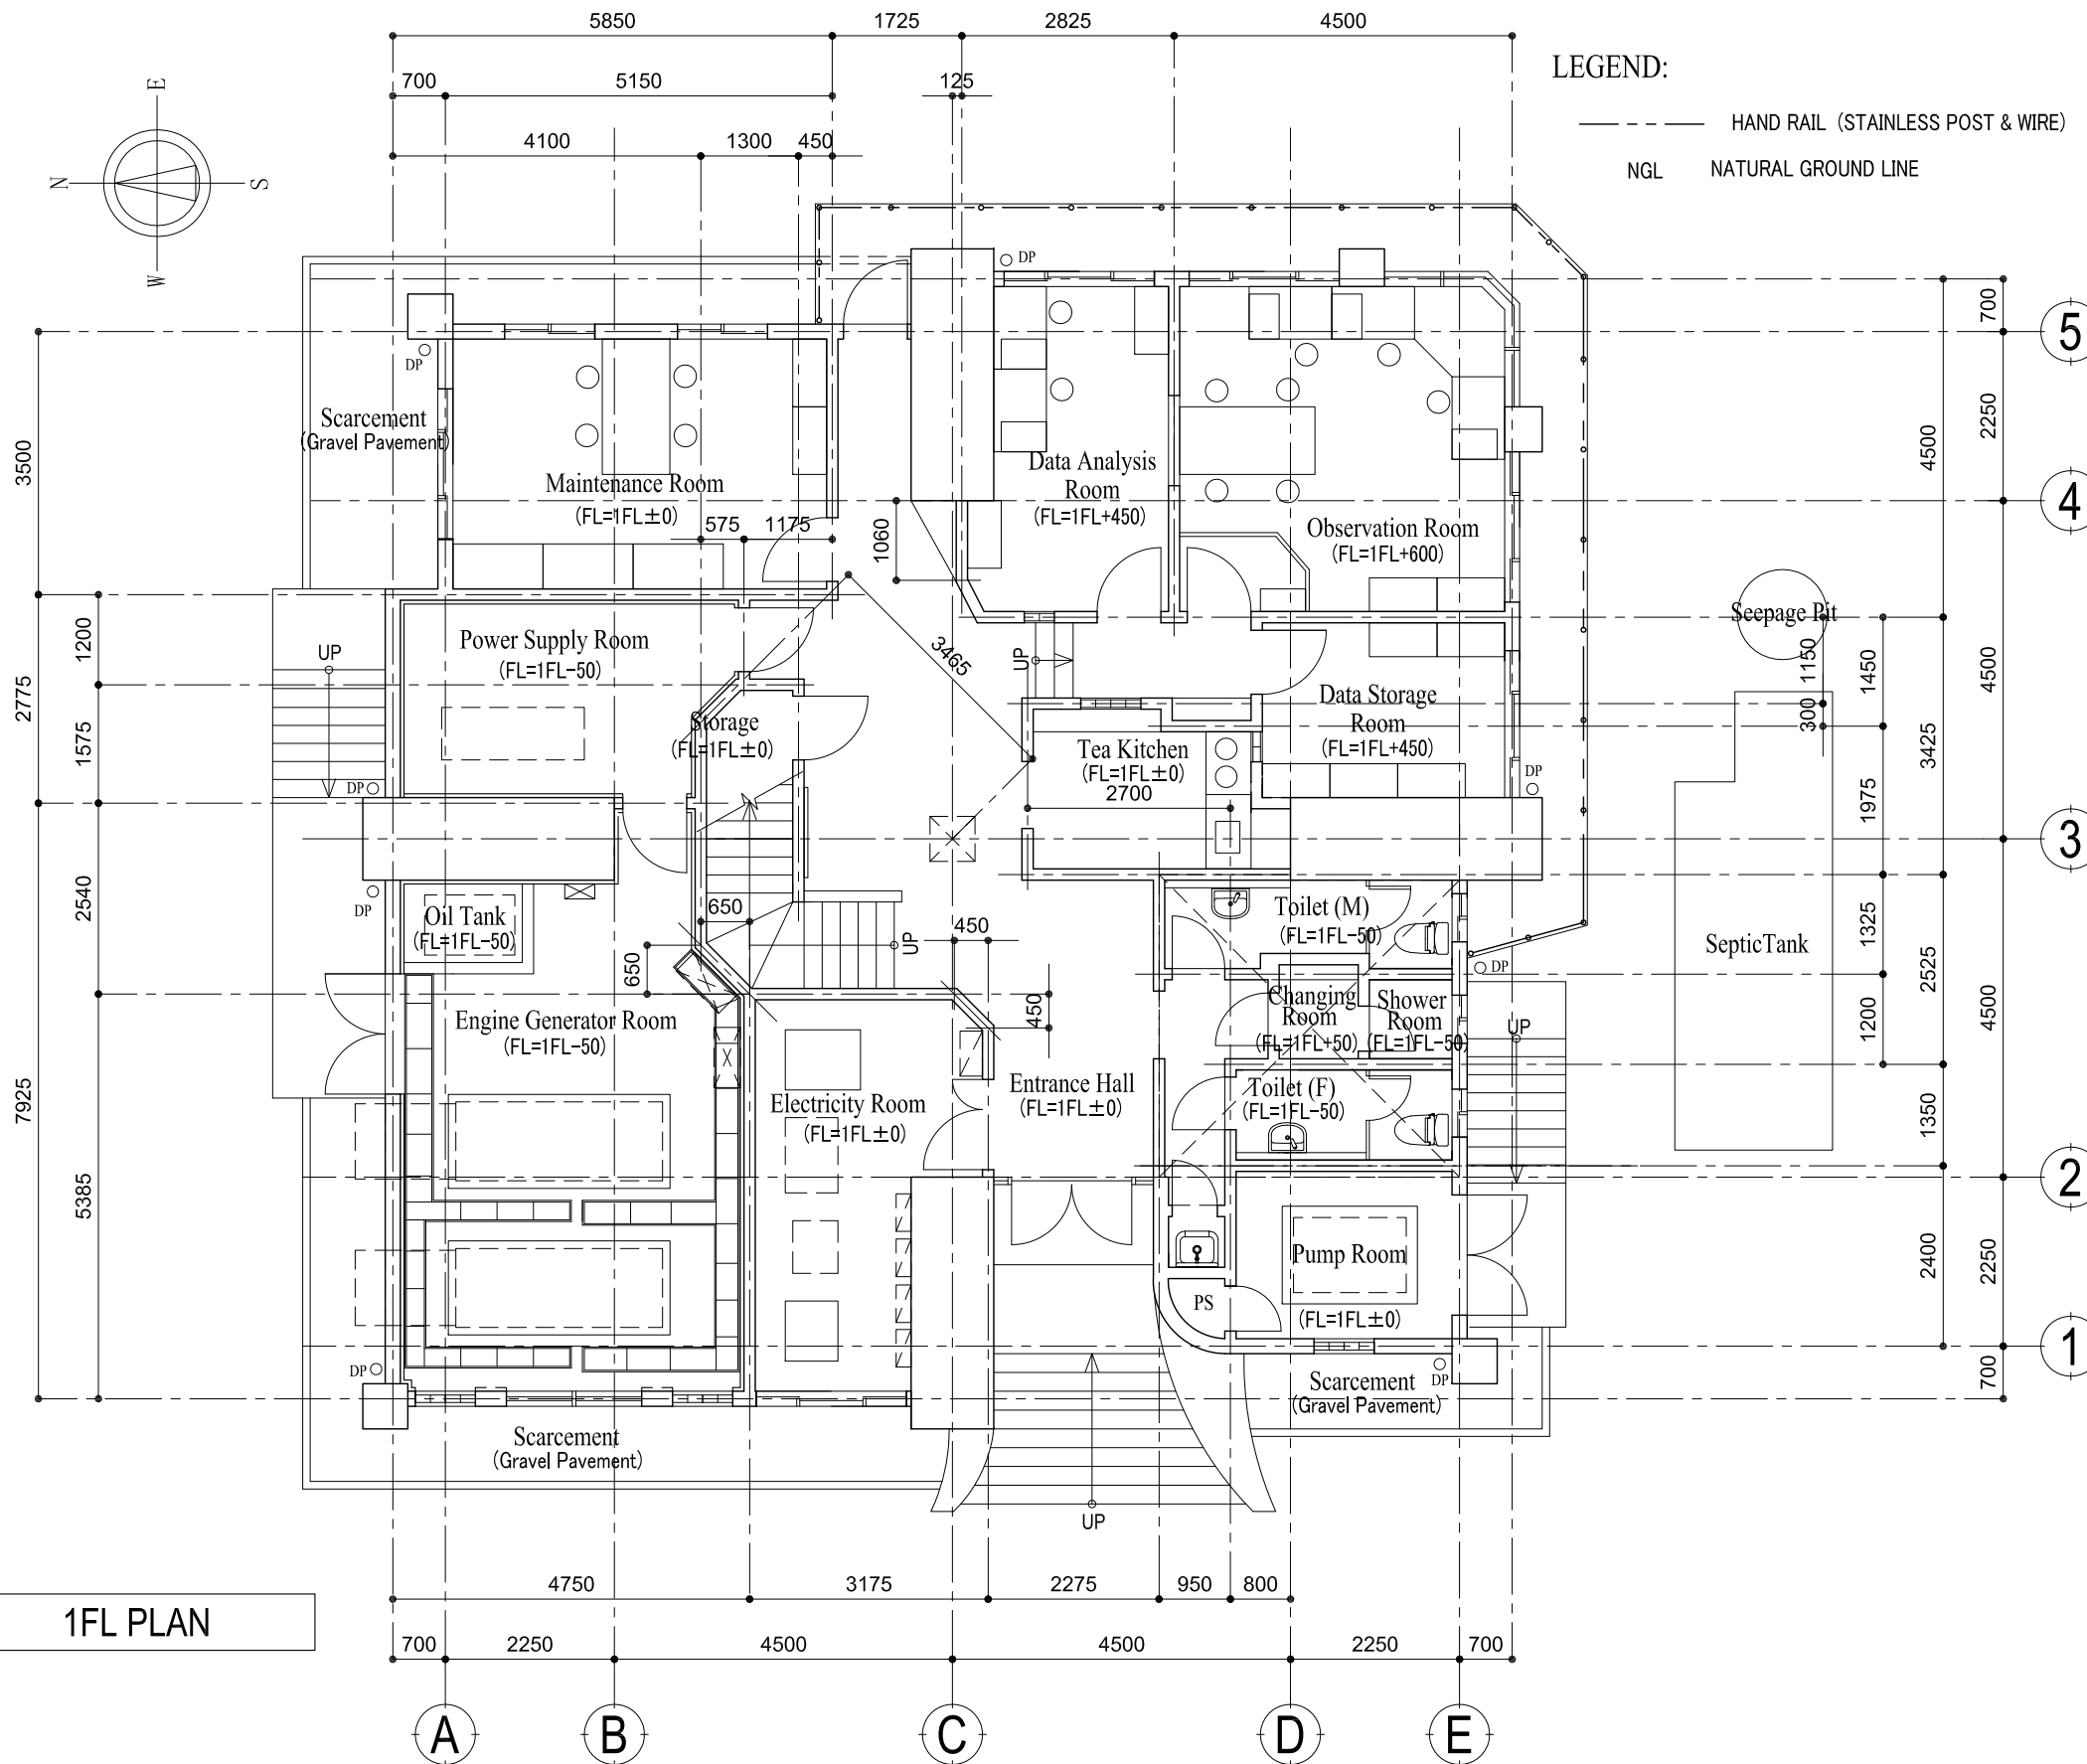 5850
1725
2825
4500
LEGEND:
700
5150
125
HAND RAIL (STAINLESS POST & WIRE)
4100
1300
450
NGL
NATURAL GROUND LINE
E
N
S
W
DP
DP
5
700
2250
4500
3500
Scarcement
(Gravel Pavement)
Maintenance Room
(FL=1FL±0)
575
1175
1060
Data Analysis
Room
(FL=1FL+450)
Observation Room
(FL=1FL+600)
4
1200
2775
1575
UP
Power Supply Room
(FL=1FL-50)
Storage
(FL=1FL±0)
3465
UP
Data Storage
Room
(FL=1FL+450)
Tea Kitchen
(FL=1FL±0)
2700
Seepage Pit
1150
300
1450
4500
3425
1975
DP
DP
3
2540
DP
Oil Tank
(FL=1FL-50)
650
650
UP
450
450
Toilet (M)
(FL=1FL-50)
DP
SepticTank
1325
2525
Engine Generator Room
(FL=1FL-50)
Changing
Room
(FL=1FL+50)
Shower
Room
(FL=1FL-50)
UP
1200
4500
7925
5385
Electricity Room
(FL=1FL±0)
Entrance Hall
(FL=1FL±0)
Toilet (F)
(FL=1FL-50)
1350
2
2400
2250
Pump Room
(FL=1FL±0)
PS
DP
DP
1
700
Scarcement
(Gravel Pavement)
Scarcement
(Gravel Pavement)
UP
4750
3175
2275
950
800
1FL PLAN
700
2250
4500
4500
2250
700
A
B
C
D
E